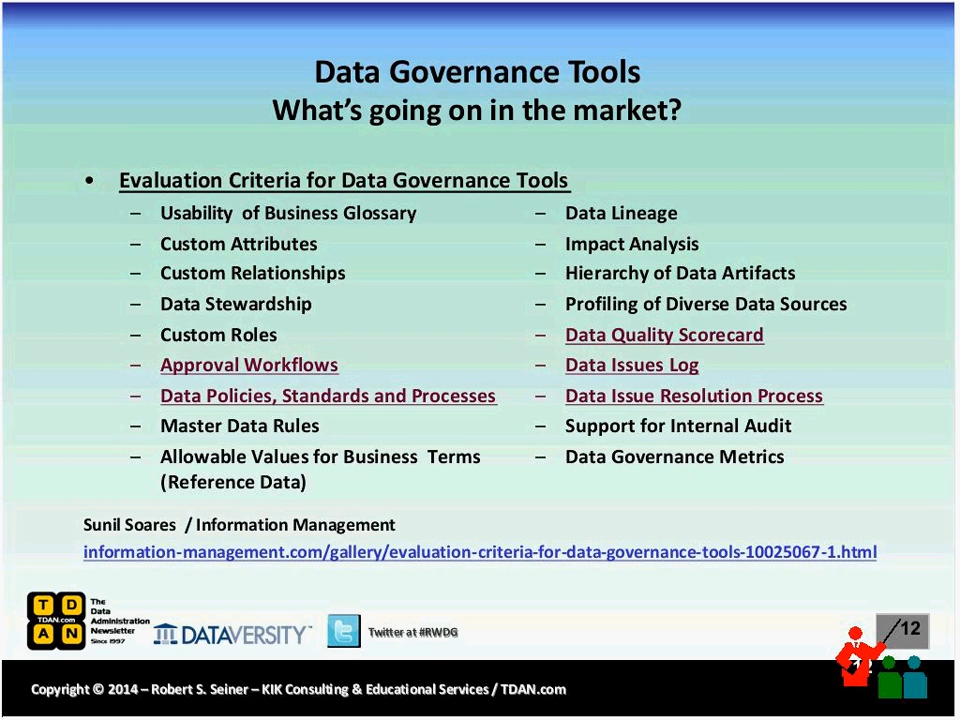 Data Governance Tools
What's going on in the market?
• Evaluation Criteria for Data Governance Tools
– Usability of Business Glossary
– Custom Attributes
– Custom Relationships
– Data Stewardship
– Custom Roles
– Approval Workflows
– Data Policies, Standards and Processes
– Master Data Rules
– Allowable Values for Business Terms
(Reference Data)
– Data Lineage
– Impact Analysis
– Hierarchy of Data Artifacts
– Profiling of Diverse Data Sources
– Data Quality Scorecard
– Data Issues Log
– Data Issue Resolution Process
– Support for Internal Audit
– Data Governance Metrics
Sunil Soares / Information Management
information-management.com/gallery/evaluation-criteria-for-data-governance-tools-10025067-1.html
T D
TDAN.com
A N
The
Data
Administration
Newsletter
Since 1997
DATAVERSITY™
Twitter at #RWDG
12
Copyright © 2014 – Robert S. Seiner – KIK Consulting & Educational Services / TDAN.com